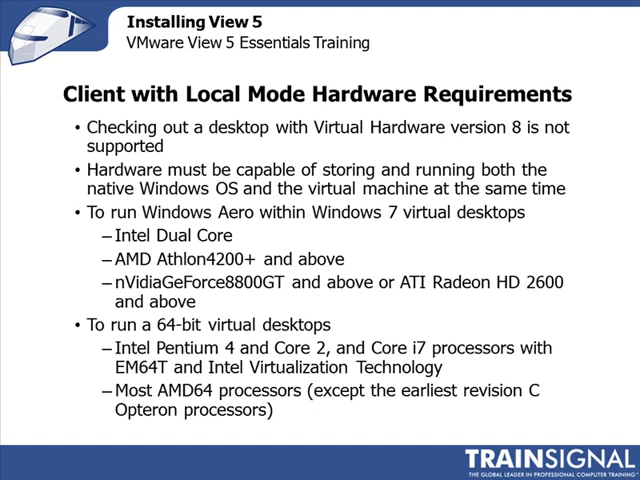 Installing View 5
VMware View 5 Essentials Training
Client with Local Mode Hardware Requirements
• Checking out a desktop with Virtual Hardware version 8 is not
supported
• Hardware must be capable of storing and running both the
native Windows OS and the virtual machine at the same time
• To run Windows Aero within Windows 7 virtual desktops
– Intel Dual Core
– AMD Athlon4200+ and above
– nVidiaGeForce8800GT and above or ATI Radeon HD 2600
and above
• To run a 64-bit virtual desktops
– Intel Pentium 4 and Core 2, and Core i7 processors with
EM64T and Intel Virtualization Technology
– Most AMD64 processors (except the earliest revision C
Opteron processors)
TRAINSIGNAL
THE GLOBAL LEADER IN PROFESSIONAL COMPUTER TRAINING